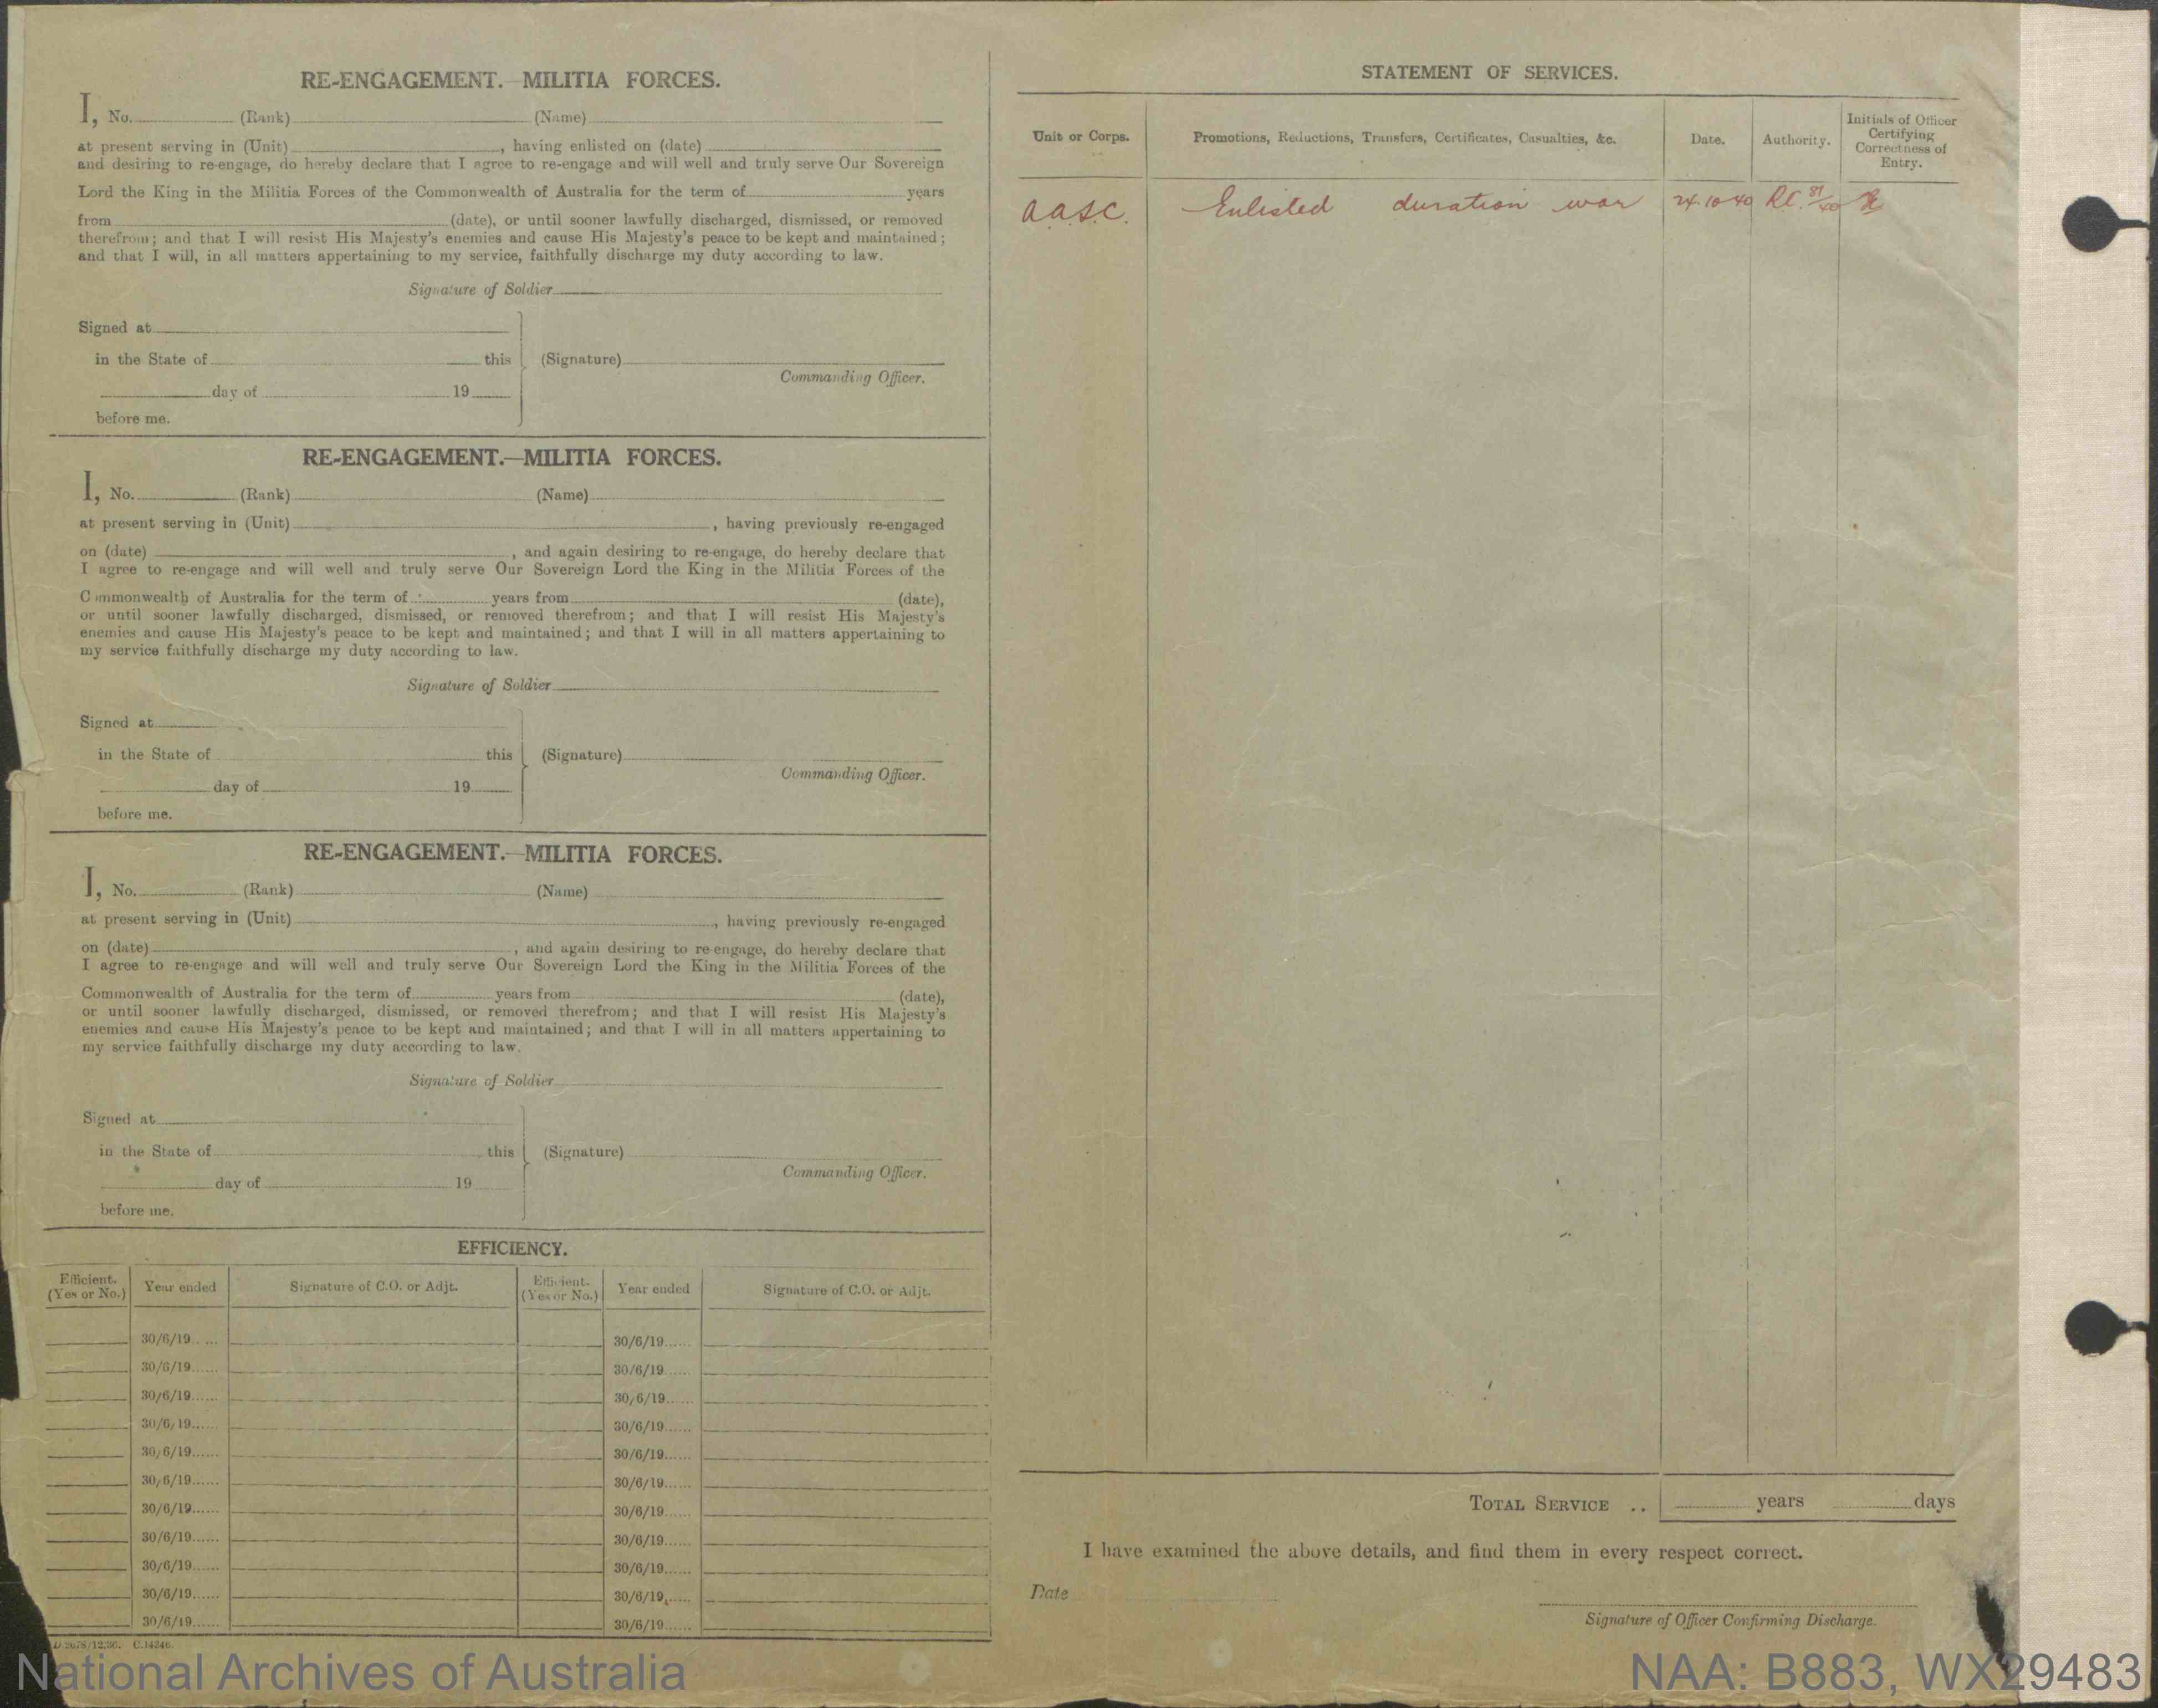 RE-ENGAGEMENT.—MILITIA FORCES.
I, No. (Rank) (Name)
at present serving in (Unit) , having enlisted on (date)
and desiring to re-engage, do hereby declare that I agree to re-engage and will well and truly serve Our Sovereign
Lord the King in the Militia Forces of the Commonwealth of Australia for the term of years
from (date), or until sooner lawfully discharged, dismissed, or removed
therefrom; and that I will resist His Majesty's enemies and cause His Majesty's peace to be kept and maintained;
and that I will, in all matters appertaining to my service, faithfully discharge my duty according to law.
Signature of Soldier
Signed at
in the State of this (Signature)
Commanding Officer.
day of 19
before me.
RE-ENGAGEMENT.—MILITIA FORCES.
I, No. (Rank) (Name)
at present serving in (Unit) , having previously re-engaged
on (date) , and again desiring to re-engage, do hereby declare that
I agree to re-engage and will well and truly serve Our Sovereign Lord the King in the Militia Forces of the
Commonwealth of Australia for the term of years from (date),
or until sooner lawfully discharged, dismissed, or removed therefrom; and that I will resist His Majesty's
enemies and cause His Majesty's peace to be kept and maintained; and that I will in all matters appertaining to
my service faithfully discharge my duty according to law.
Signature of Soldier
Signed at
in the State of this (Signature)
Commanding Officer.
day of 19
before me.
RE-ENGAGEMENT.—MILITIA FORCES.
I, No. (Rank) (Name)
at present serving in (Unit) , having previously re-engaged
on (date) , and again desiring to re-engage, do hereby declare that
I agree to re-engage and will well and truly serve Our Sovereign Lord the King in the Militia Forces of the
Commonwealth of Australia for the term of years from (date),
or until sooner lawfully discharged, dismissed, or removed therefrom; and that I will resist His Majesty's
enemies and cause His Majesty's peace to be kept and maintained; and that I will in all matters appertaining to
my service faithfully discharge my duty according to law.
Signature of Soldier
Signed at
in the State of this (Signature)
Commanding Officer.
day of 19
before me.
EFFICIENCY.
Efficient. (Yes or No.) Year ended Signature of C.O. or Adjt. Efficient. (Yes or No.) Year ended Signature of C.O. or Adjt.
30/6/19...... 30/6/19......
30/6/19...... 30/6/19......
30/6/19...... 30/6/19......
30/6/19...... 30/6/19......
30/6/19...... 30/6/19......
30/6/19...... 30/6/19......
30/6/19...... 30/6/19......
30/6/19...... 30/6/19......
30/6/19...... 30/6/19......
30/6/19...... 30/6/19......
30/6/19...... 30/6/19......
D.2078/12.36. C.14346.
STATEMENT OF SERVICES.
Unit or Corps. Promotions, Reductions, Transfers, Certificates, Casualties, &c. Date. Authority. Initials of Officer Certifying Correctness of Entry.
A.A.S.C. Enlisted duration war 24.10.40
TOTAL SERVICE .. years days
I have examined the above details, and find them in every respect correct.
Date
Signature of Officer Confirming Discharge.
National Archives of Australia
NAA: B883, WX29483